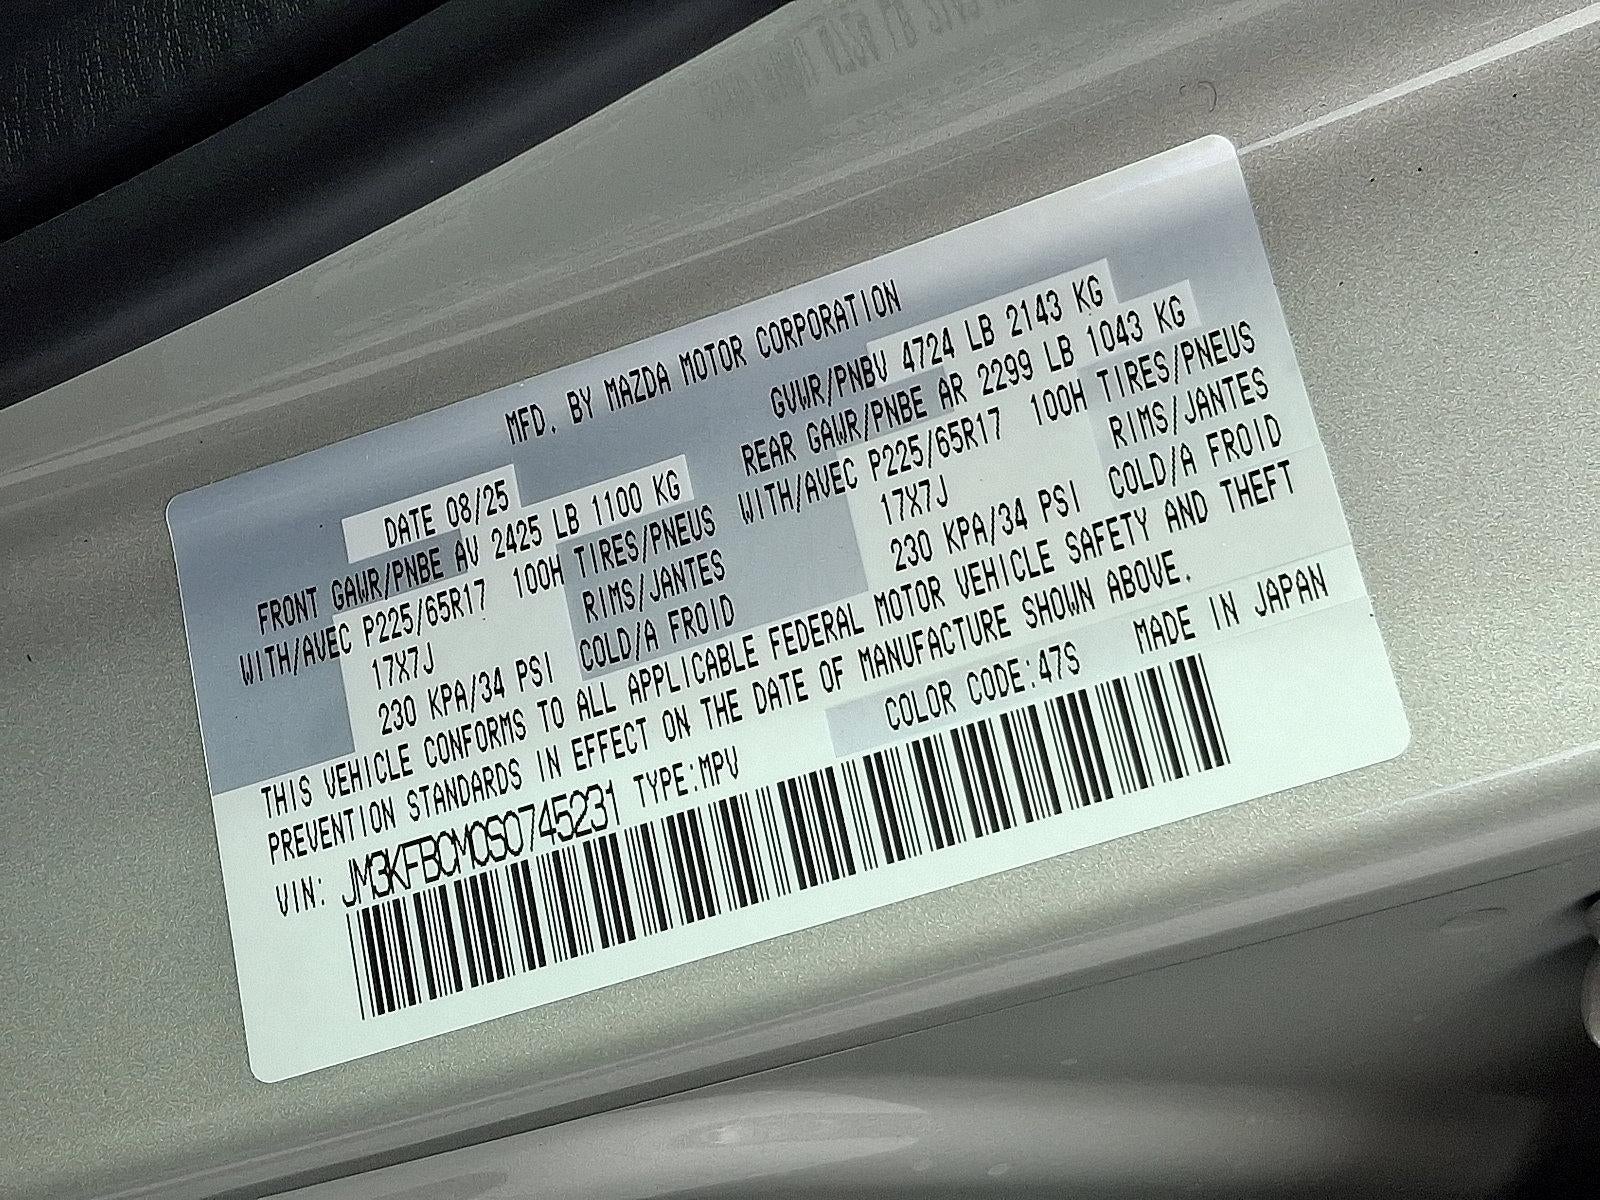 MFD. BY MAZDA MOTOR CORPORATION
DATE 08/25
GVWR/PNBV 4724 LB 2143 KG
FRONT GAWR/PNBE AV 2425 LB 1100 KG
REAR GAWR/PNBE AR 2299 LB 1043 KG
WITH/AVEC P225/65R17 100H TIRES/PNEUS
WITH/AVEC P225/65R17 100H TIRES/PNEUS
17X7J RIMS/JANTES
17X7J RIMS/JANTES
230 KPA/34 PSI COLD/A FROID
230 KPA/34 PSI COLD/A FROID
THIS VEHICLE CONFORMS TO ALL APPLICABLE FEDERAL MOTOR VEHICLE SAFETY AND THEFT
PREVENTION STANDARDS IN EFFECT ON THE DATE OF MANUFACTURE SHOWN ABOVE.
VIN: JM3KFBCM0S0745231 TYPE:MPV COLOR CODE:47S MADE IN JAPAN